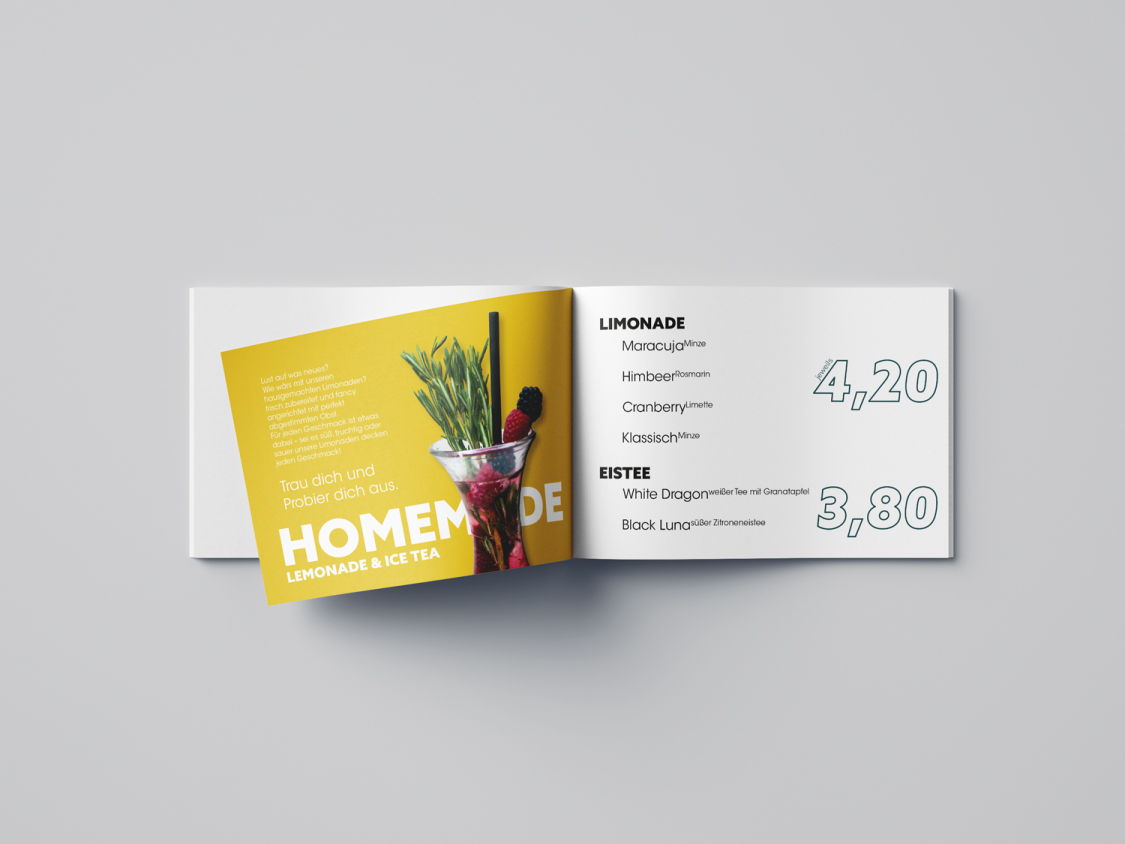 Lust auf was neues?
Wie wärs mit unseren
hausgemachten Limonaden?
frisch zubereitet und fancy
angerichtet mit perfekt
abgestimmten Obst.
Für jeden Geschmack ist etwas
dabei – sei es süß, fruchtig oder
sauer unsere Limonaden decken
jeden Geschmack!
Trau dich und
Probier dich aus.
HOMEM DE
LEMONADE & ICE TEA
LIMONADE
Maracuja Minze
Himbeer Rosmarin
Cranberry Limette
Klassisch Minze
jeweils
4,20
EISTEE
White Dragon weißer Tee mit Granatapfel
Black Luna süßer Zitroneneistee
3,80